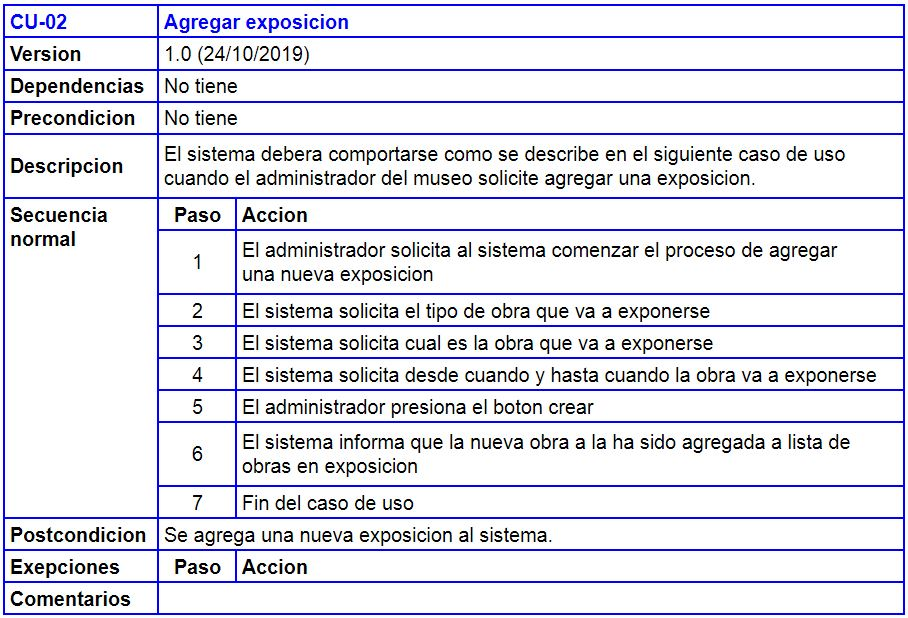 CU-02 Agregar exposicion
Version 1.0 (24/10/2019)
Dependencias No tiene
Precondicion No tiene
Descripcion El sistema debera comportarse como se describe en el siguiente caso de uso
cuando el administrador del museo solicite agregar una exposicion.
Secuencia Paso Accion
normal
1 El administrador solicita al sistema comenzar el proceso de agregar
una nueva exposicion
2 El sistema solicita el tipo de obra que va a exponerse
3 El sistema solicita cual es la obra que va a exponerse
4 El sistema solicita desde cuando y hasta cuando la obra va a exponerse
5 El administrador presiona el boton crear
6 El sistema informa que la nueva obra a la ha sido agregada a lista de
obras en exposicion
7 Fin del caso de uso
Postcondicion Se agrega una nueva exposicion al sistema.
Exepciones Paso Accion
Comentarios